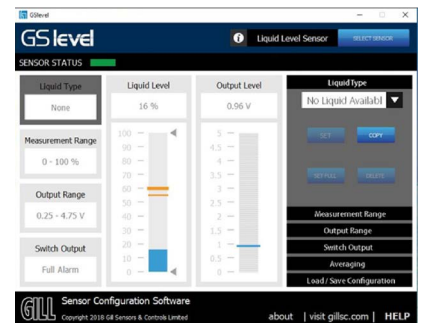 GSlevel
GSlevel
i Liquid Level Sensor SELECT SENSOR
SENSOR STATUS
Liquid Type
None
Measurement Range
0 - 100 %
Output Range
0.25 - 4.75 V
Switch Output
Full Alarm
Liquid Level
16 %
100
90
80
70
60
50
40
30
20
10
0
Output Level
0.96 V
5
4.5
4
3.5
3
2.5
2
1.5
1
0.5
0
Liquid Type
No Liquid Availabl
SET COPY
SET FULL DELETE
Measurement Range
Output Range
Switch Output
Averaging
Load / Save Configuration
GILL Sensor Configuration Software
Copyright 2018 Gill Sensors & Controls Limited
about | visit gillsc.com | HELP